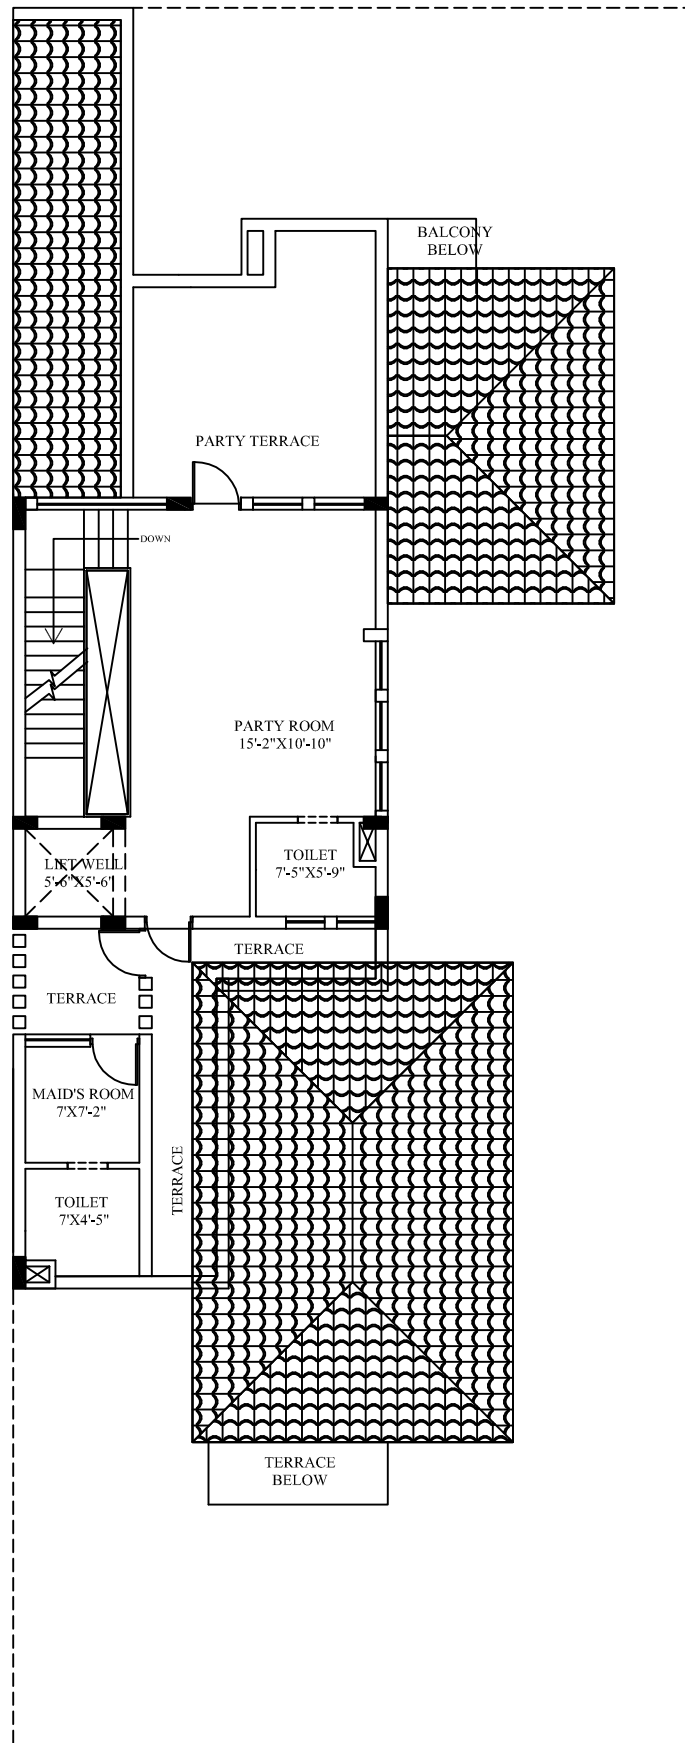 BALCONY
BELOW
PARTY TERRACE
DOWN
PARTY ROOM
15'-2"X10'-10"
TOILET
7'-5"X5'-9"
LIFT WELL
5'-6"X5'-6"
TERRACE
TERRACE
MAID'S ROOM
7'X7'-2"
TERRACE
TOILET
7'X4'-5"
TERRACE
BELOW